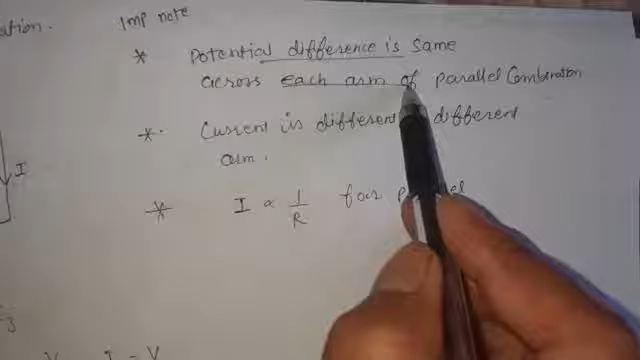 ation.
Imp note
* Potential difference is same
across each arm of parallel Combination
*. Current is different different
arm.
I
* I ∝ 1/R for
I = V